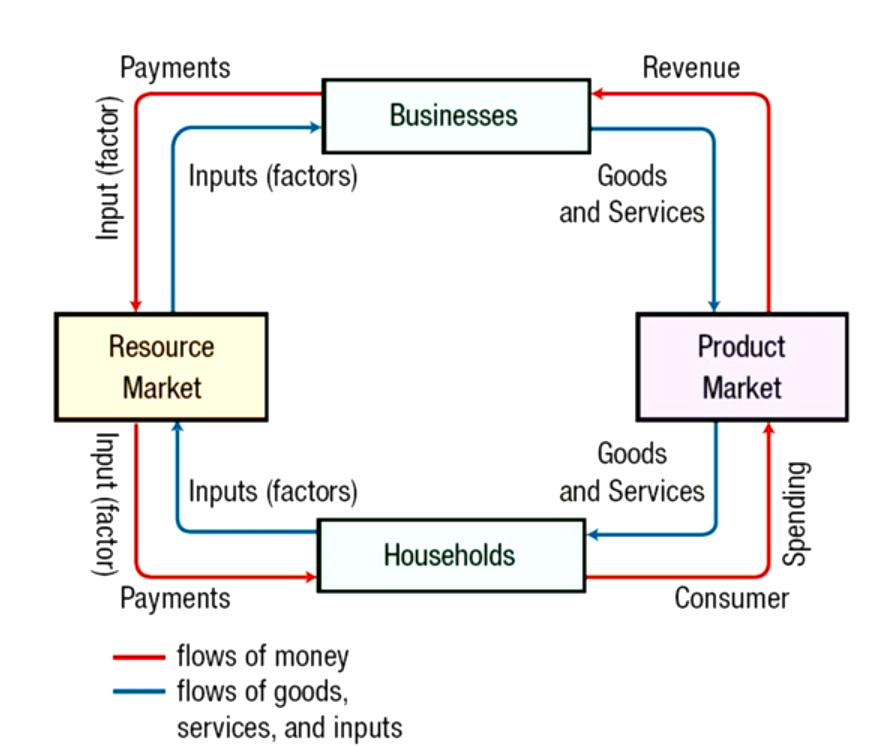 Payments
Revenue
Businesses
Input (factor)
Inputs (factors)
Goods
and Services
Resource
Market
Product
Market
Input (factor)
Inputs (factors)
Goods
and Services
Spending
Households
Payments
Consumer
flows of money
flows of goods,
services, and inputs